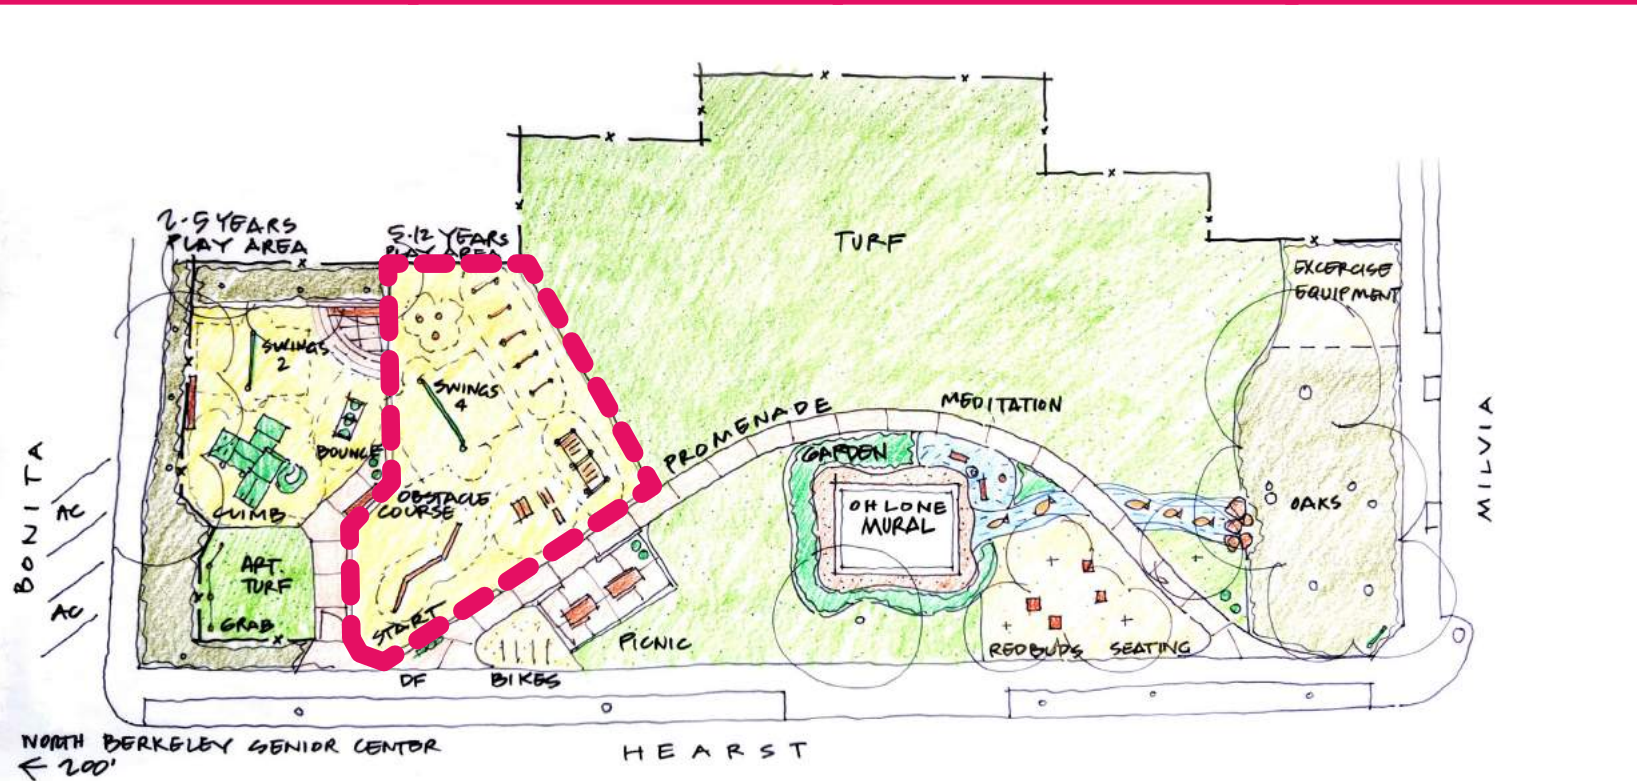 2-5 YEARS
PLAY AREA
5-12 YEARS
PLAY AREA
TURF
EXCERCISE
EQUIPMENT
SWINGS
2
SWINGS
4
BOUNCE
PROMENADE
MEDITATION
GARDEN
OHLONE
MURAL
OAKS
MILVIA
BONITA
AC
AC
CLIMB
OBSTACLE
COURSE
ART.
TURF
GRAB
START
PICNIC
REDBUDS SEATING
DF
BIKES
NORTH BERKELEY SENIOR CENTER
← 200'
HEARST